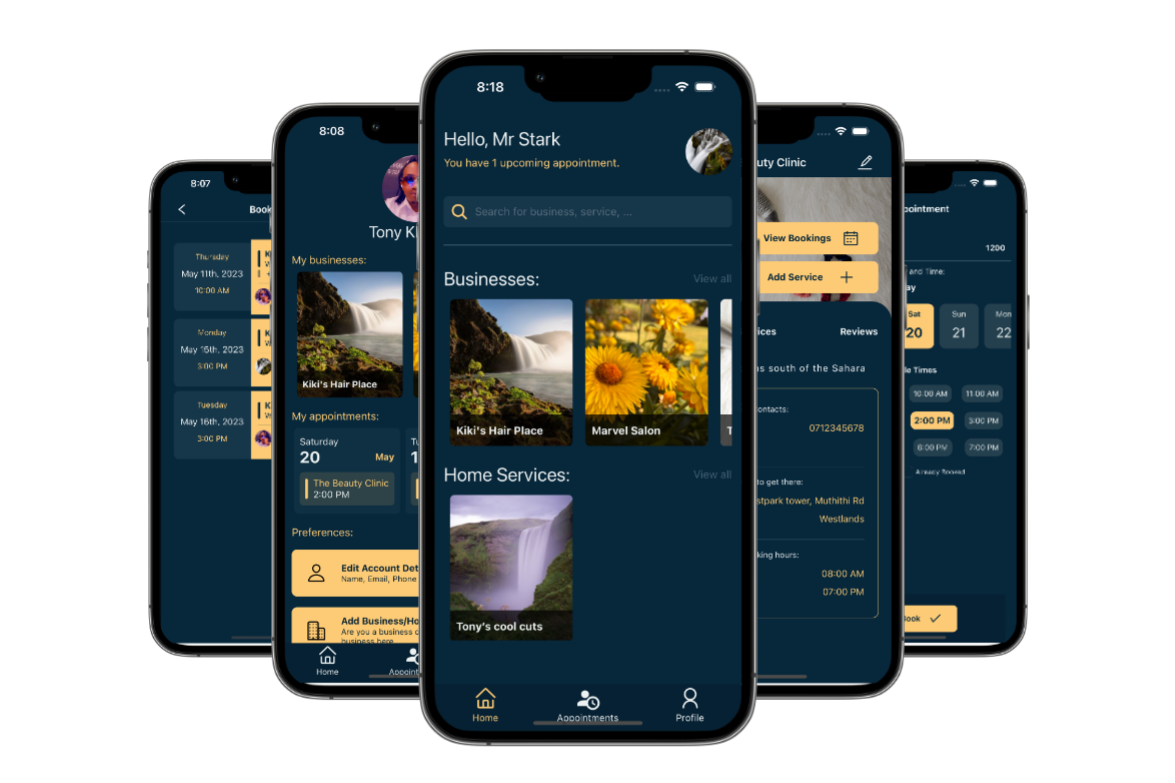 8:07
Book
Thursday
May 11th, 2023
10:00 AM
Monday
May 15th, 2023
3:00 PM
Tuesday
May 16th, 2023
3:00 PM
8:08
Tony Ki
My businesses:
Kiki's Hair Place
My appointments:
Saturday
20 May
The Beauty Clinic
2:00 PM
Preferences:
Edit Account Det
Name, Email, Phone
Add Business/Ho
Are you a business o
business here
Home
Appoint
8:18
Hello, Mr Stark
You have 1 upcoming appointment.
Search for business, service, ...
Businesses: View all
Kiki's Hair Place
Marvel Salon
T
Home Services: View all
Tony's cool cuts
Home
Appointments
Profile
uty Clinic
View Bookings
Add Service
ices Reviews
s south of the Sahara
ontacts:
0712345678
to get there:
stpark tower, Muthithi Rd
Westlands
king hours:
08:00 AM
07:00 PM
pointment
1200
and Time:
ay
Sat Sun Mon
20 21 22
le Times
10:00 AM 11:00 AM
2:00 PM 3:00 PM
6:00 PM 7:00 PM
Already Booked
ook